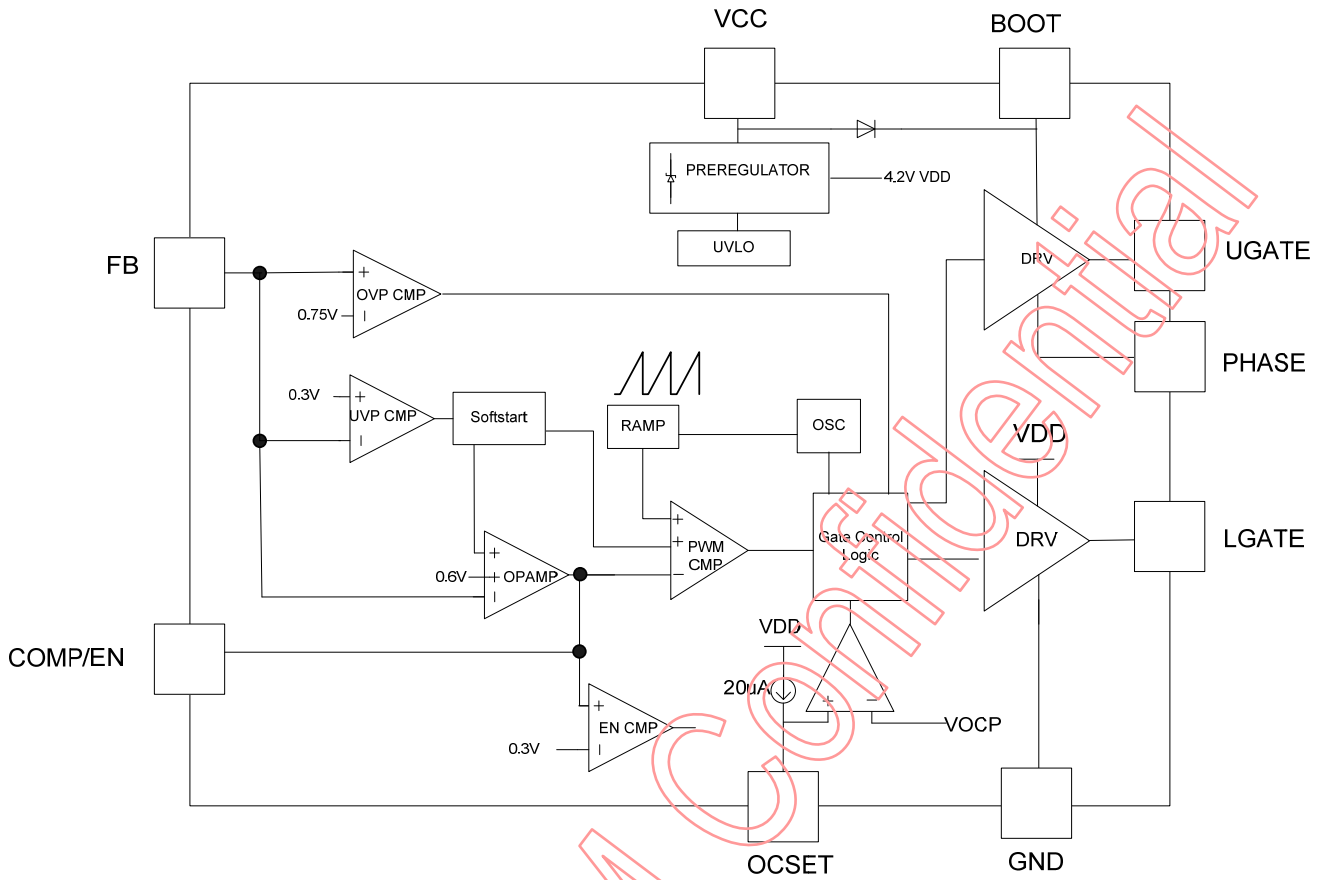 VCC
BOOT
PREREGULATOR
4.2V VDD
UVLO
FB
+
OVP CMP
0.75V
DRV
UGATE
PHASE
0.3V
+
UVP CMP
Softstart
RAMP
OSC
VDD
+
+
PWM
CMP
Gate Control
Logic
DRV
LGATE
+
0.6V
+
OPAMP
COMP/EN
VDD
20uA
+
VOCP
+
EN CMP
0.3V
OCSET
GND
Confidential